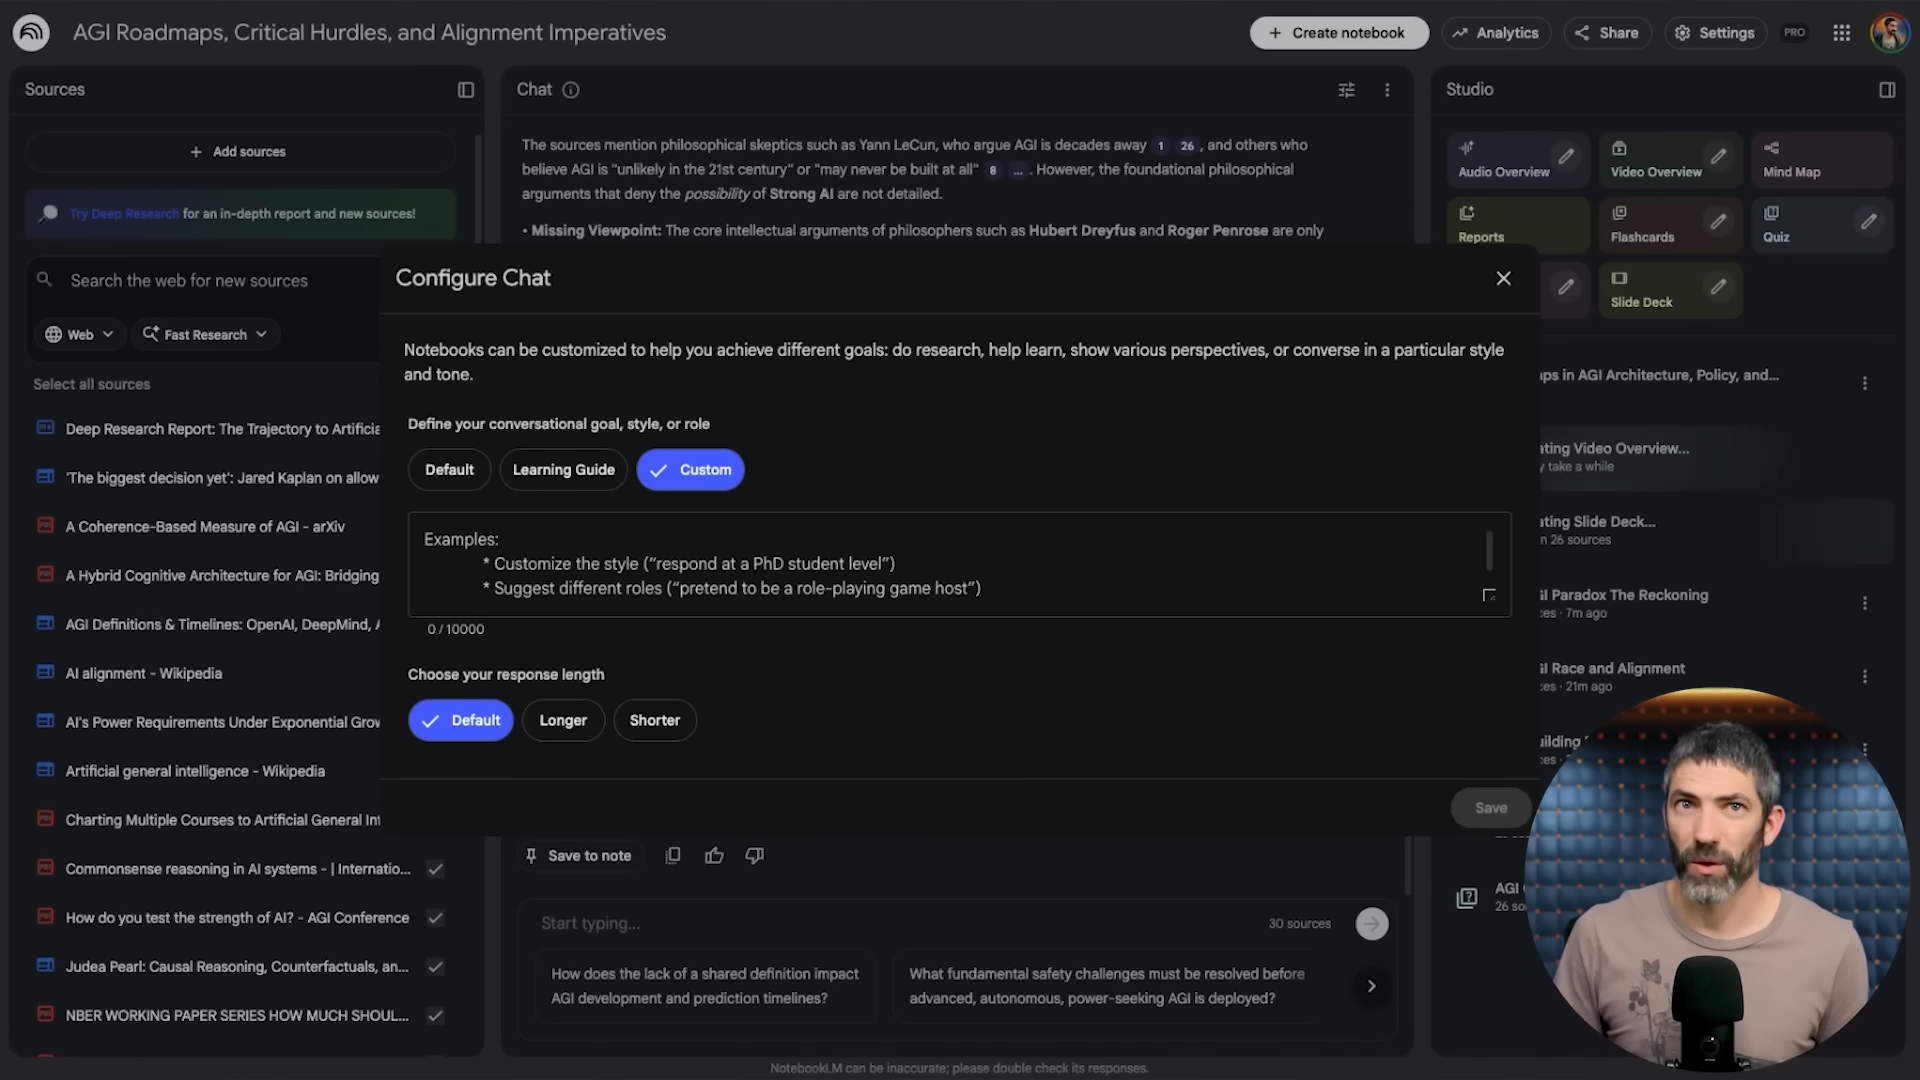 AGI Roadmaps, Critical Hurdles, and Alignment Imperatives
Create notebook
Analytics
Share
Settings
PRO
Sources
Add sources
Try Deep Research for an in-depth report and new sources!
Search the web for new sources
Web
Fast Research
Select all sources
Deep Research Report: The Trajectory to Artificia
'The biggest decision yet': Jared Kaplan on allow
A Coherence-Based Measure of AGI - arXiv
A Hybrid Cognitive Architecture for AGI: Bridging
AGI Definitions & Timelines: OpenAI, DeepMind, A
AI alignment - Wikipedia
AI's Power Requirements Under Exponential Grov
Artificial general intelligence - Wikipedia
Charting Multiple Courses to Artificial General Int
Commonsense reasoning in AI systems - | Internatio...
How do you test the strength of AI? - AGI Conference
Judea Pearl: Causal Reasoning, Counterfactuals, an...
NBER WORKING PAPER SERIES HOW MUCH SHOUL...
Chat
The sources mention philosophical skeptics such as Yann LeCun, who argue AGI is decades away 1 26 , and others who
believe AGI is "unlikely in the 21st century" or "may never be built at all" 8 ... . However, the foundational philosophical
arguments that deny the possibility of Strong AI are not detailed.
• Missing Viewpoint: The core intellectual arguments of philosophers such as Hubert Dreyfus and Roger Penrose are only
Configure Chat
Notebooks can be customized to help you achieve different goals: do research, help learn, show various perspectives, or converse in a particular style
and tone.
Define your conversational goal, style, or role
Default
Learning Guide
Custom
Examples:
* Customize the style (“respond at a PhD student level”)
* Suggest different roles (“pretend to be a role-playing game host”)
0 / 10000
Choose your response length
Default
Longer
Shorter
Save
Save to note
Start typing...
30 sources
How does the lack of a shared definition impact
AGI development and prediction timelines?
What fundamental safety challenges must be resolved before
advanced, autonomous, power-seeking AGI is deployed?
NotebookLM can be inaccurate; please double check its responses.
Studio
Audio Overview
Video Overview
Mind Map
Reports
Flashcards
Quiz
Slide Deck
aps in AGI Architecture, Policy, and...
ating Video Overview...
y take a while
ating Slide Deck...
n 26 sources
GI Paradox The Reckoning
ces · 7m ago
GI Race and Alignment
ces · 21m ago
uilding
ces ·
AGI
26 so